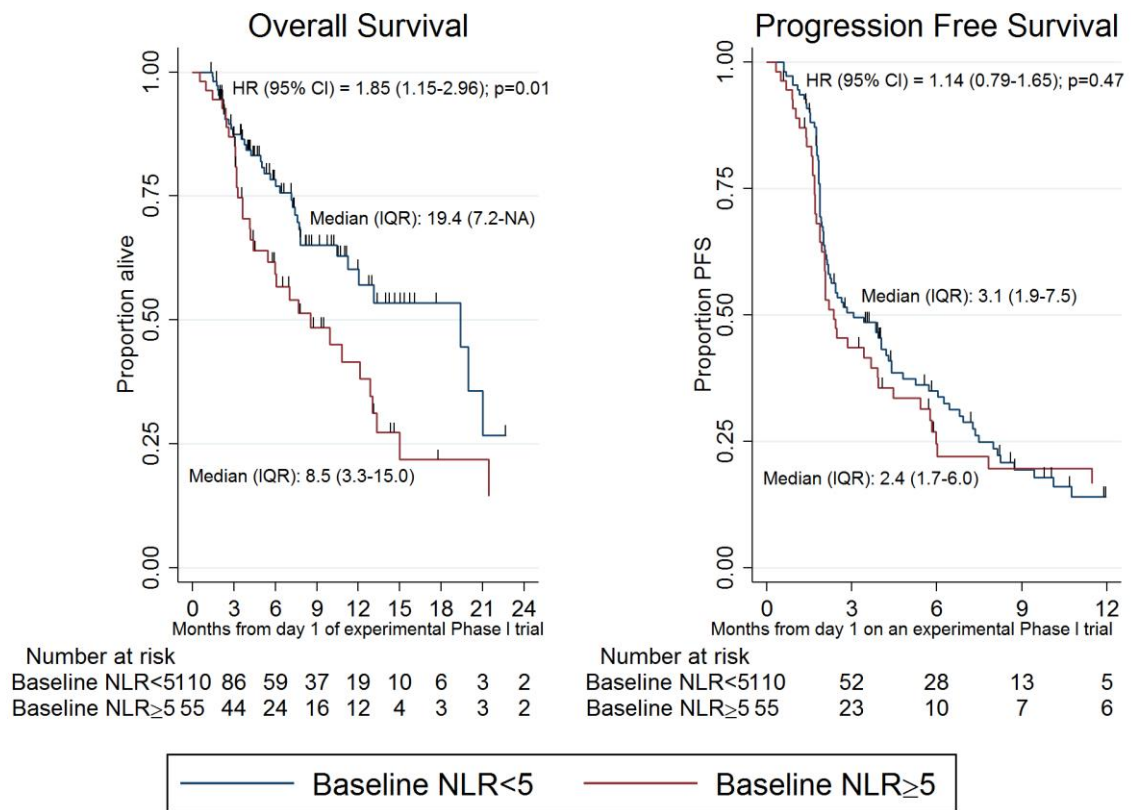 Overall Survival
Proportion alive
1.00
0.75
0.50
0.25
0.00
HR (95% CI) = 1.85 (1.15-2.96); p=0.01
Median (IQR): 19.4 (7.2-NA)
Median (IQR): 8.5 (3.3-15.0)
0 3 6 9 12 15 18 21 24
Months from day 1 of experimental Phase I trial
Number at risk
Baseline NLR<5 110 86 59 37 19 10 6 3 2
Baseline NLR≥5 55 44 24 16 12 4 3 3 2
Progression Free Survival
Proportion PFS
1.00
0.75
0.50
0.25
0.00
HR (95% CI) = 1.14 (0.79-1.65); p=0.47
Median (IQR): 3.1 (1.9-7.5)
Median (IQR): 2.4 (1.7-6.0)
0 3 6 9 12
Months from day 1 on an experimental Phase I trial
Number at risk
Baseline NLR<5 110 52 28 13 5
Baseline NLR≥5 55 23 10 7 6
Baseline NLR<5 Baseline NLR≥5